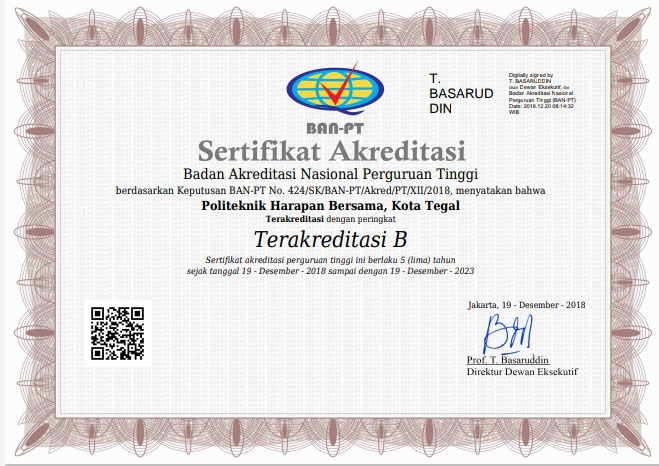 BAN-PT
T.
BASARUD
DIN
Digitally signed by
T. BASARUDDIN
DN: Dewan Eksekutif, O=
Badan Akreditasi Nasional
Perguruan Tinggi (BAN-PT)
Date: 2018.12.20 08:14:32
WIB
Sertifikat Akreditasi
Badan Akreditasi Nasional Perguruan Tinggi
berdasarkan Keputusan BAN-PT No. 424/SK/BAN-PT/Akred/PT/XII/2018, menyatakan bahwa
Politeknik Harapan Bersama, Kota Tegal
Terakreditasi dengan peringkat
Terakreditasi B
Sertifikat akreditasi perguruan tinggi ini berlaku 5 (lima) tahun
sejak tanggal 19 - Desember - 2018 sampai dengan 19 - Desember - 2023
Jakarta, 19 - Desember - 2018
Prof. T. Basaruddin
Direktur Dewan Eksekutif